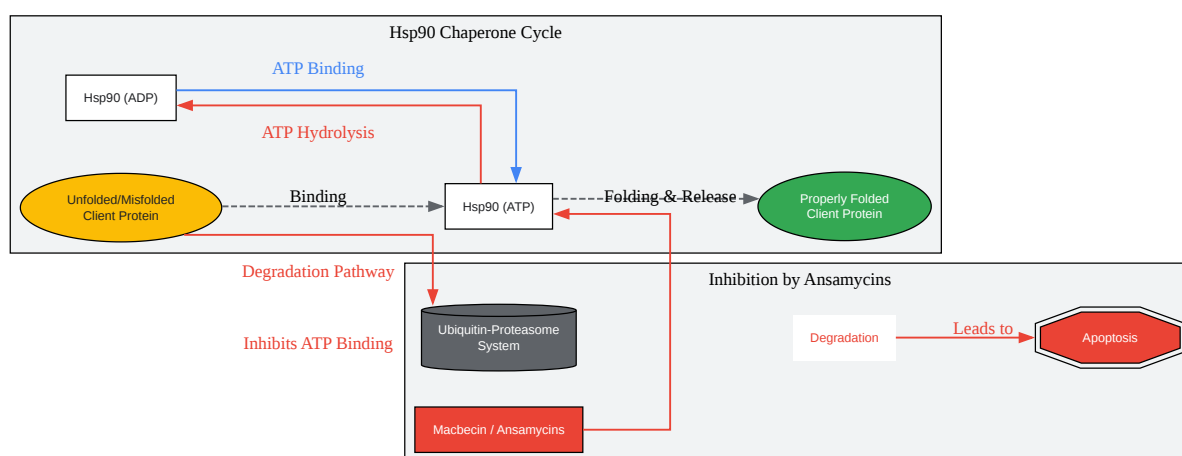 Hsp90 Chaperone Cycle
ATP Binding
Hsp90 (ADP)
ATP Hydrolysis
Unfolded/Misfolded
Client Protein
Binding
Hsp90 (ATP)
Folding & Release
Properly Folded
Client Protein
Degradation Pathway
Inhibition by Ansamycins
Inhibits ATP Binding
Ubiquitin-Proteasome
System
Degradation
Leads to
Apoptosis
Macbecin / Ansamycins